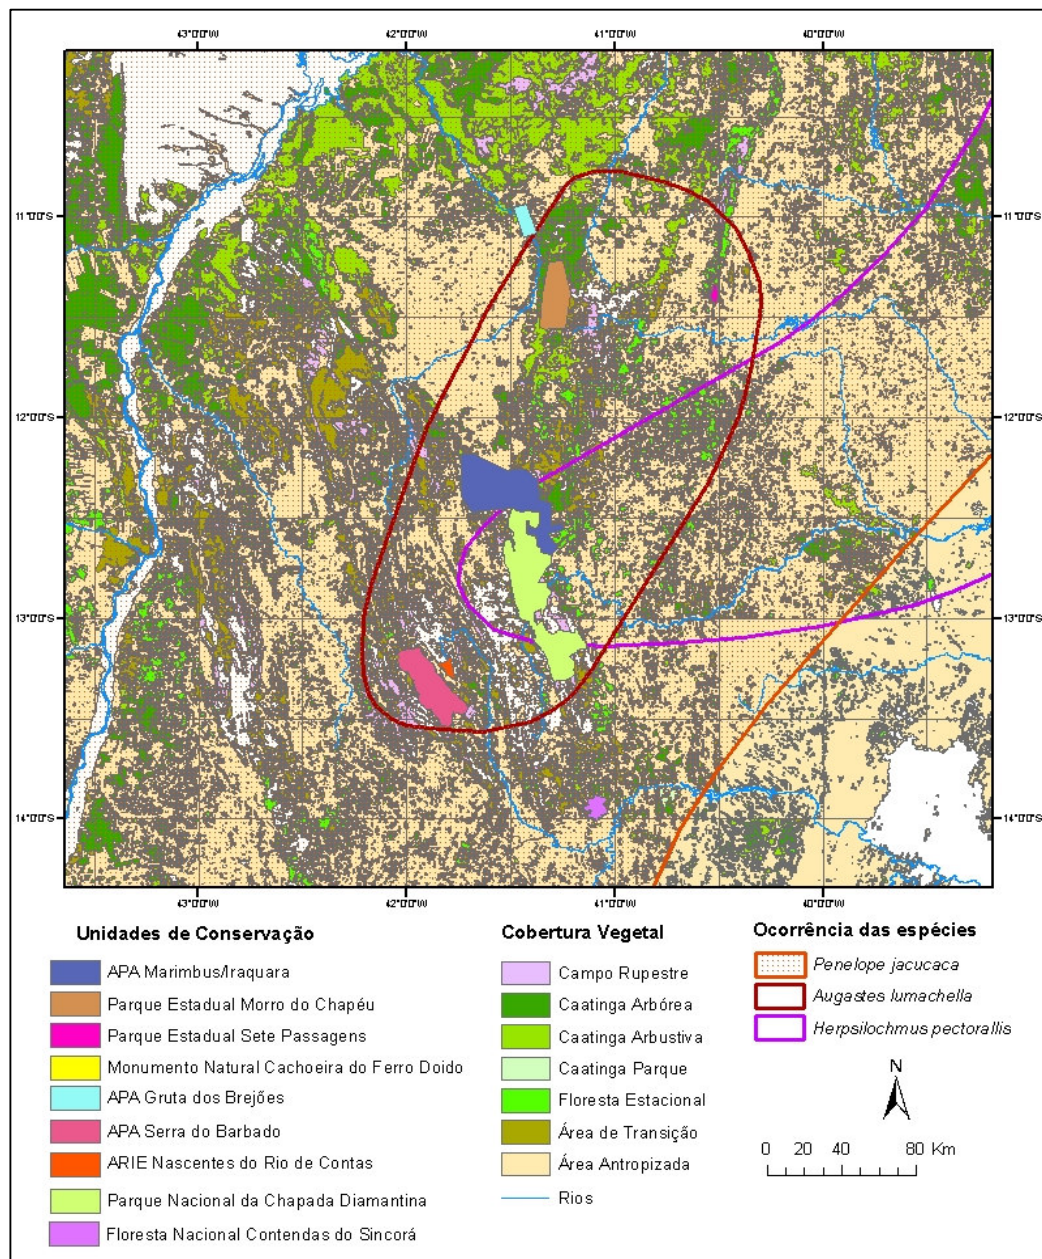 43°00'W 42°00'W 41°00'W 40°00'W
11°00'S 11°00'S
12°00'S 12°00'S
13°00'S 13°00'S
14°00'S 14°00'S
43°00'W 42°00'W 41°00'W 40°00'W
Unidades de Conservação
APA Marimbus/Iraquara
Parque Estadual Morro do Chapéu
Parque Estadual Sete Passagens
Monumento Natural Cachoeira do Ferro Doido
APA Gruta dos Brejões
APA Serra do Barbado
ARIE Nascentes do Rio de Contas
Parque Nacional da Chapada Diamantina
Floresta Nacional Contendas do Sincorá
Cobertura Vegetal
Campo Rupestre
Caatinga Arbórea
Caatinga Arbustiva
Caatinga Parque
Floresta Estacional
Área de Transição
Área Antropizada
Rios
Ocorrência das espécies
Penelope jacucaca
Augastes lumachella
Herpsilochmus pectorallis
N
0 20 40 80 Km